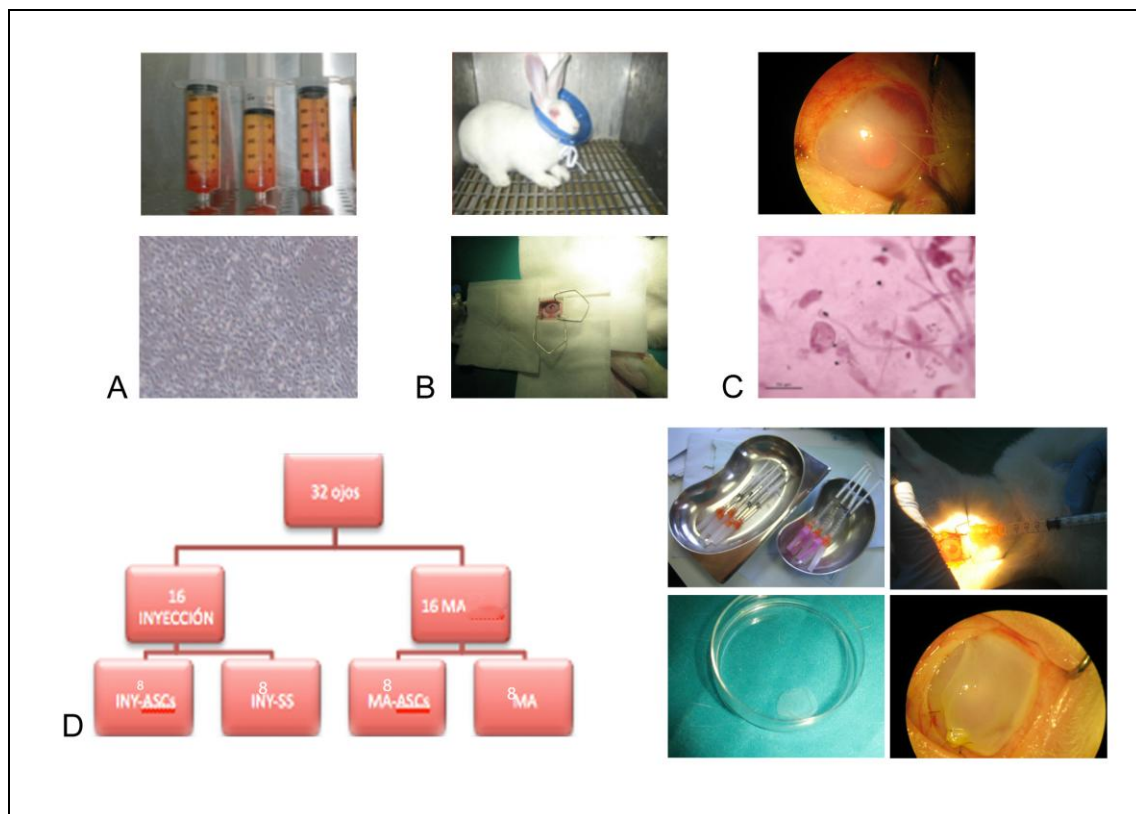 A
B
C
32 ojos
16
INYECCIÓN
16 MA
8
INY-ASCs
8
INY-SS
8
MA-ASCs
8
MA
D